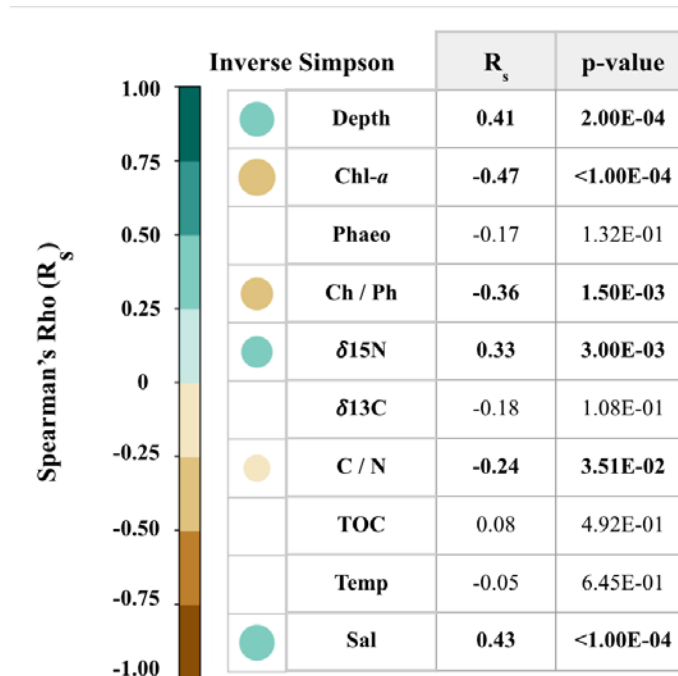 Inverse Simpson R_s p-value
1.00
Depth 0.41 2.00E-04
0.75
Chl-a -0.47 <1.00E-04
Phaeo -0.17 1.32E-01
0.50
Ch / Ph -0.36 1.50E-03
0.25
δ15N 0.33 3.00E-03
0
δ13C -0.18 1.08E-01
-0.25
C / N -0.24 3.51E-02
-0.50
TOC 0.08 4.92E-01
Temp -0.05 6.45E-01
-0.75
Sal 0.43 <1.00E-04
-1.00
Spearman’s Rho (R_s)